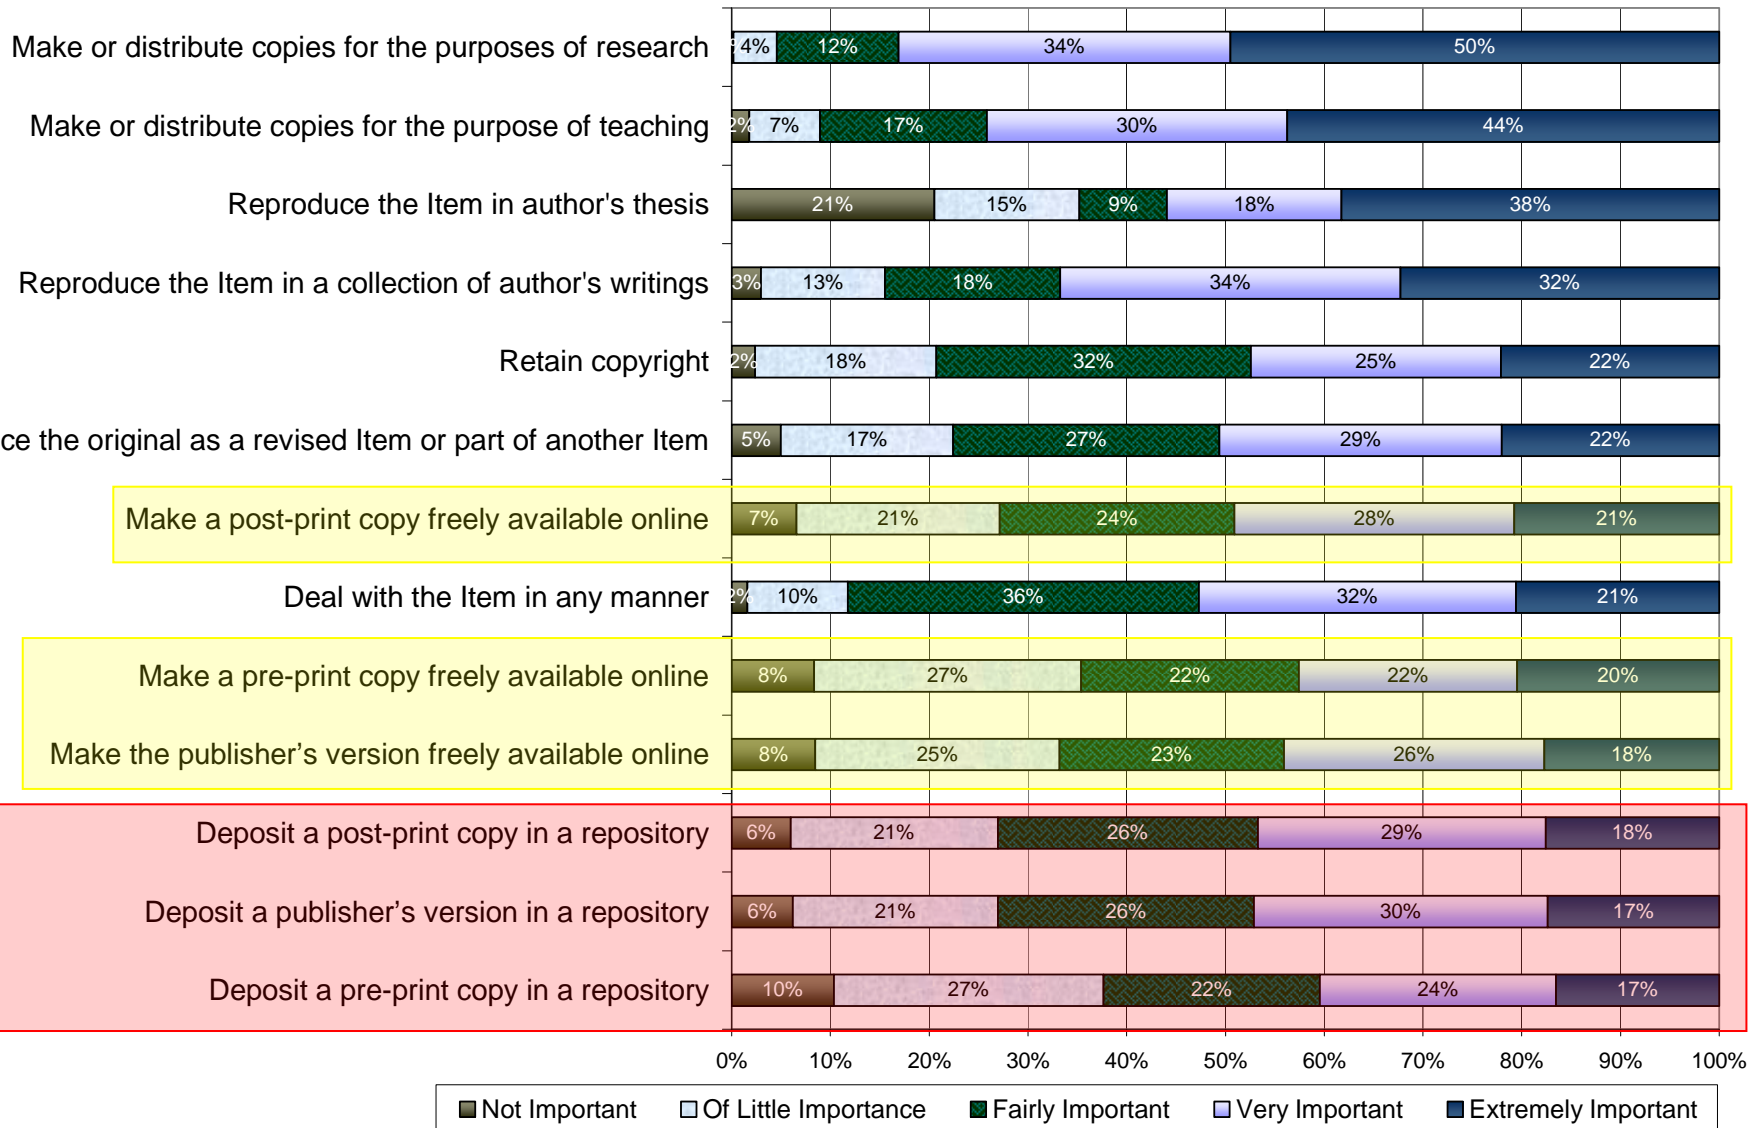 Make or distribute copies for the purposes of research 4% 12% 34% 50%
Make or distribute copies for the purpose of teaching 2% 7% 17% 30% 44%
Reproduce the Item in author's thesis 21% 15% 9% 18% 38%
Reproduce the Item in a collection of author's writings 3% 13% 18% 34% 32%
Retain copyright 2% 18% 32% 25% 22%
ce the original as a revised Item or part of another Item 5% 17% 27% 29% 22%
Make a post-print copy freely available online 7% 21% 24% 28% 21%
Deal with the Item in any manner 2% 10% 36% 32% 21%
Make a pre-print copy freely available online 8% 27% 22% 22% 20%
Make the publisher’s version freely available online 8% 25% 23% 26% 18%
Deposit a post-print copy in a repository 6% 21% 26% 29% 18%
Deposit a publisher’s version in a repository 6% 21% 26% 30% 17%
Deposit a pre-print copy in a repository 10% 27% 22% 24% 17%
0% 10% 20% 30% 40% 50% 60% 70% 80% 90% 100%
Not Important Of Little Importance Fairly Important Very Important Extremely Important